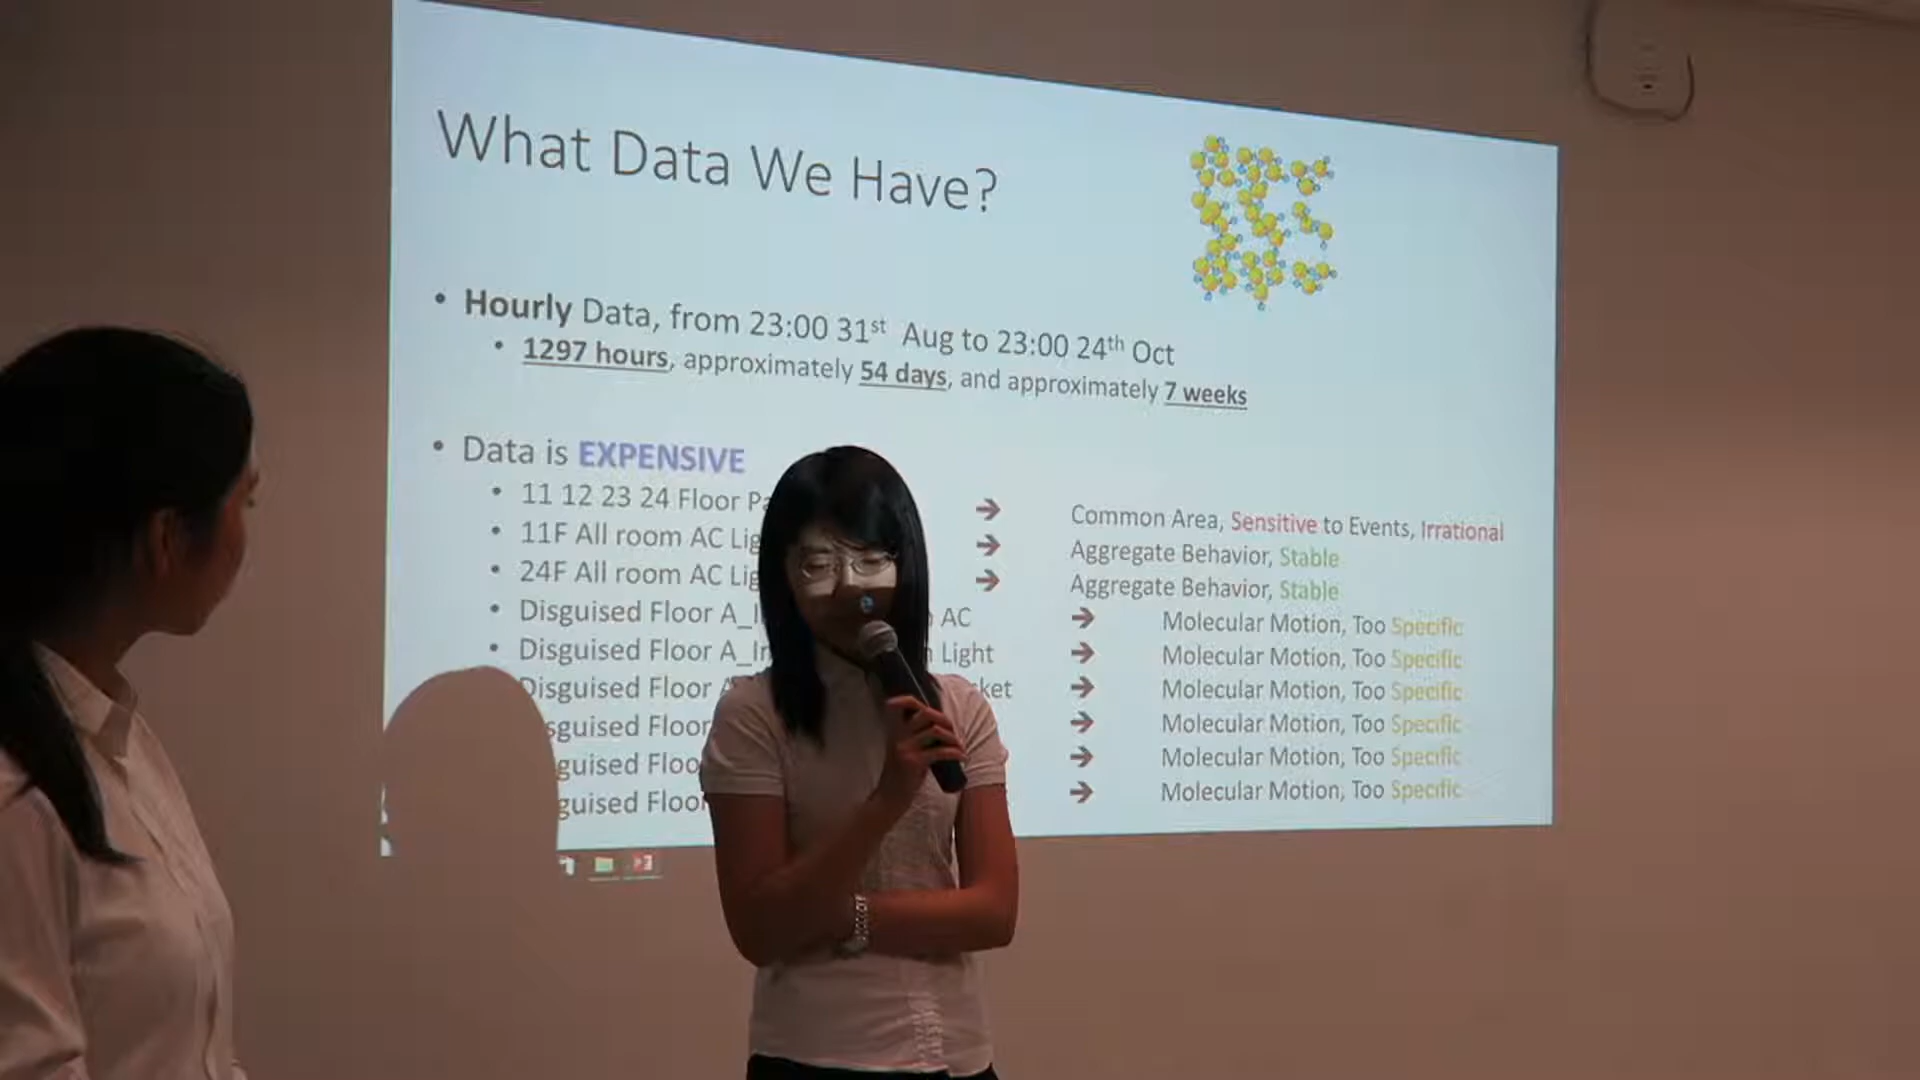 What Data We Have?
• Hourly Data, from 23:00 31st Aug to 23:00 24th Oct
• 1297 hours, approximately 54 days, and approximately 7 weeks
• Data is EXPENSIVE
• 11 12 23 24 Floor → Common Area, Sensitive to Events, Irrational
• 11F All room AC → Aggregate Behavior, Stable
• 24F All room AC → Aggregate Behavior, Stable
• Disguised Floor AC → Molecular Motion, Too Specific
• Disguised Floor Light → Molecular Motion, Too Specific
Disguised Floor → Molecular Motion, Too Specific
→ Molecular Motion, Too Specific
→ Molecular Motion, Too Specific
→ Molecular Motion, Too Specific